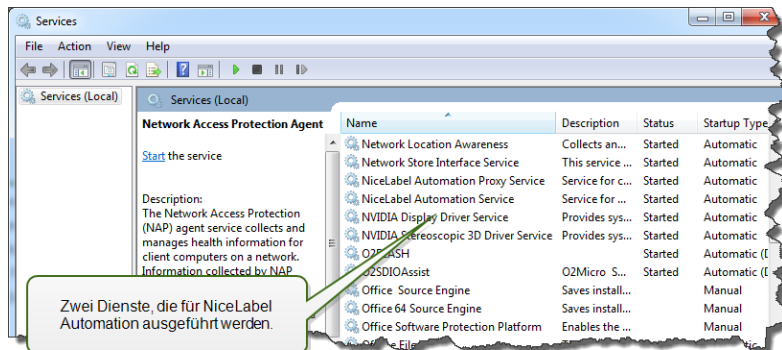 Services
File Action View Help
Services (Local)
Services (Local)
Network Access Protection Agent
Start the service
Description:
The Network Access Protection
(NAP) agent service collects and
manages health information for
client computers on a network.
Information collected by NAP
Name Description Status Startup Type
Network Location Awareness Collects an... Started Automatic
Network Store Interface Service This service ... Started Automatic
NiceLabel Automation Proxy Service Service for c... Started Automatic
NiceLabel Automation Service Service for ... Started Automatic
NVIDIA Display Driver Service Provides sys... Started Automatic
NVIDIA Stereoscopic 3D Driver Service Provides sys... Started Automatic
Started Automatic (D
O2SDIOAssist O2Micro S... Started Automatic (D
Office Source Engine Saves install... Manual
Office 64 Source Engine Saves install... Manual
Office Software Protection Platform Enables the ... Manual
Zwei Dienste, die für NiceLabel
Automation ausgeführt werden.